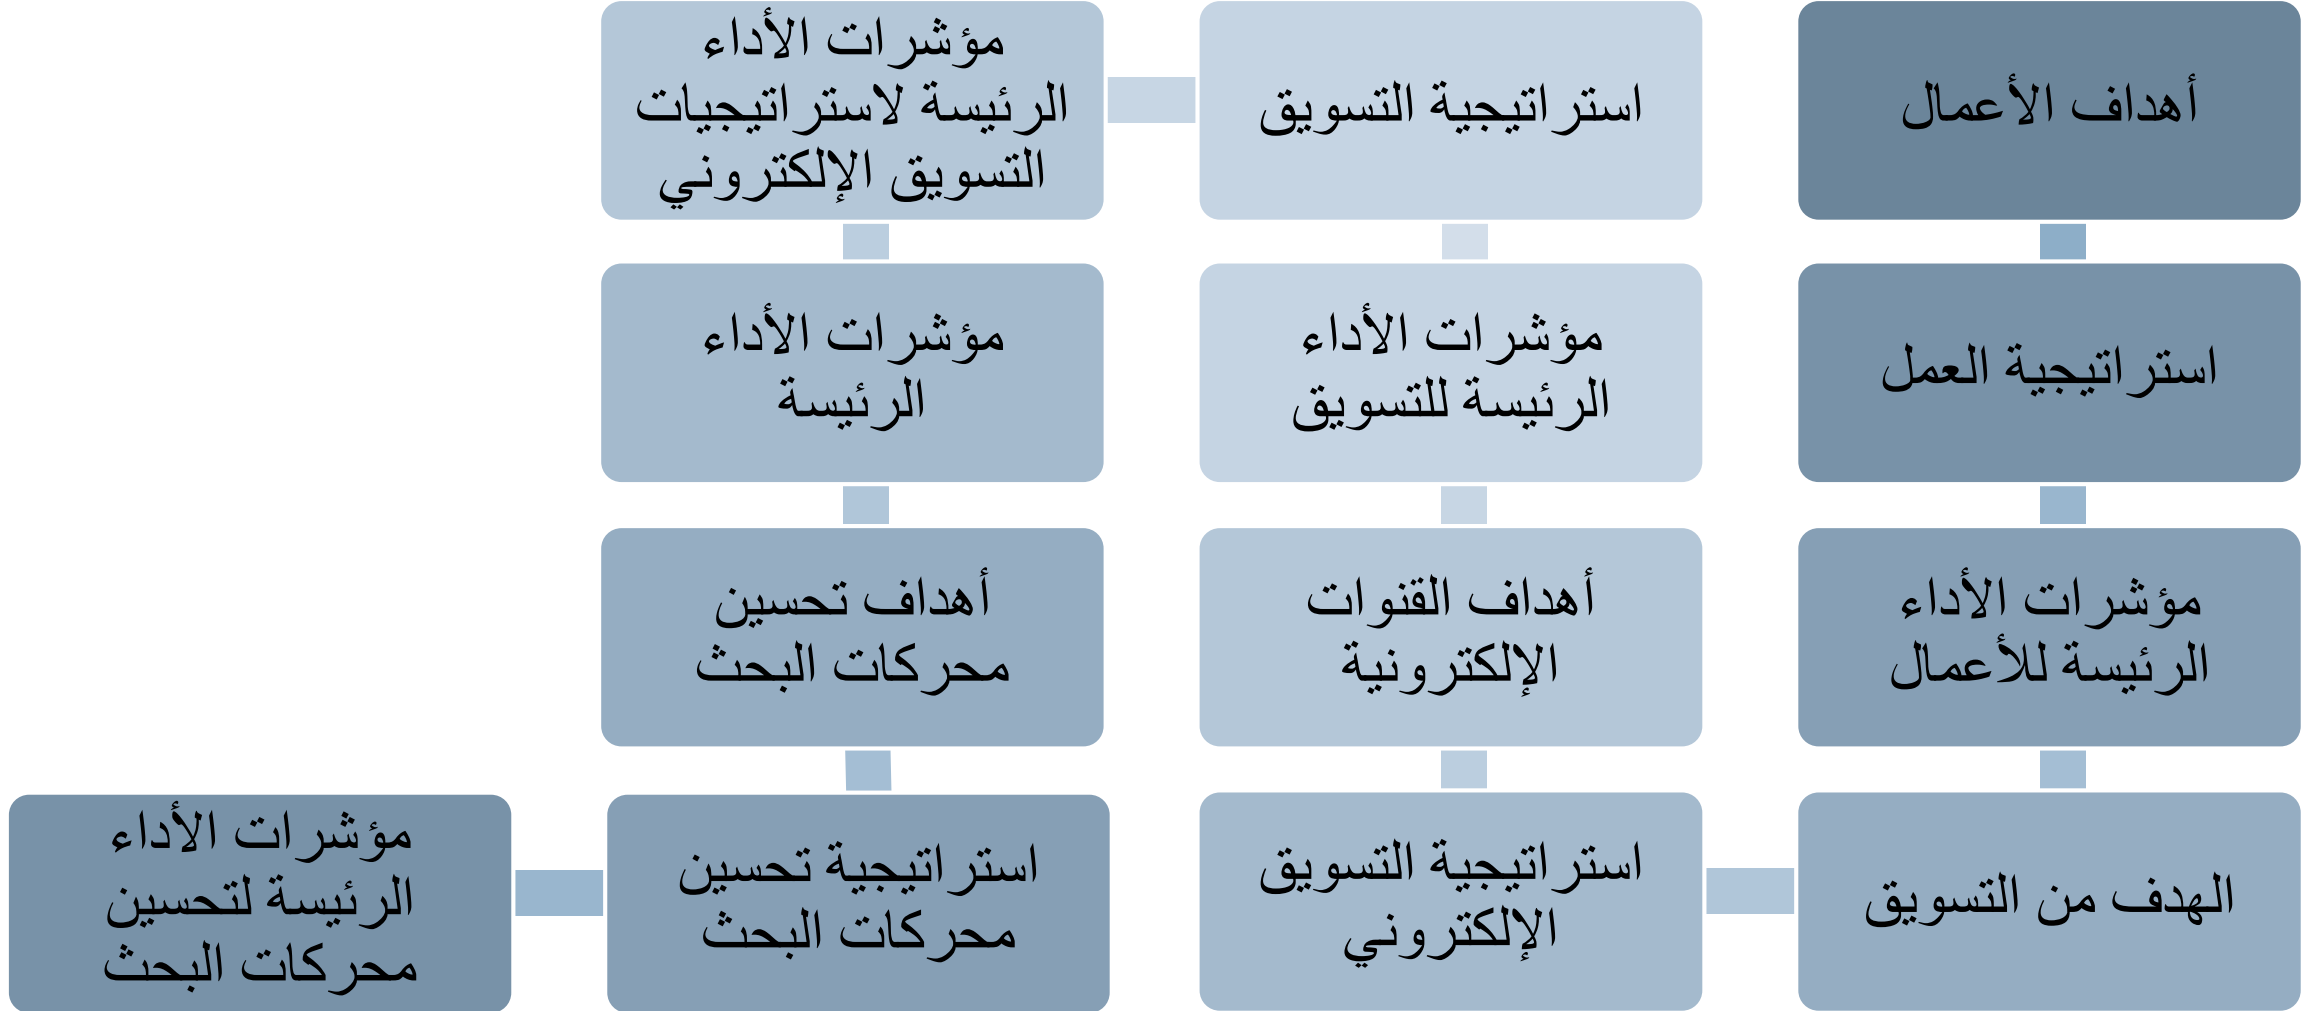 أهداف الأعمال
استراتيجية العمل
مؤشرات الأداء
الرئيسة للأعمال
الهدف من التسويق
استراتيجية التسويق
الإلكتروني
أهداف القنوات
الإلكترونية
مؤشرات الأداء
الرئيسة للتسويق
استراتيجية التسويق
مؤشرات الأداء
الرئيسة لاستراتيجيات
التسويق الإلكتروني
مؤشرات الأداء
الرئيسة
أهداف تحسين
محركات البحث
استراتيجية تحسين
محركات البحث
مؤشرات الأداء
الرئيسة لتحسين
محركات البحث